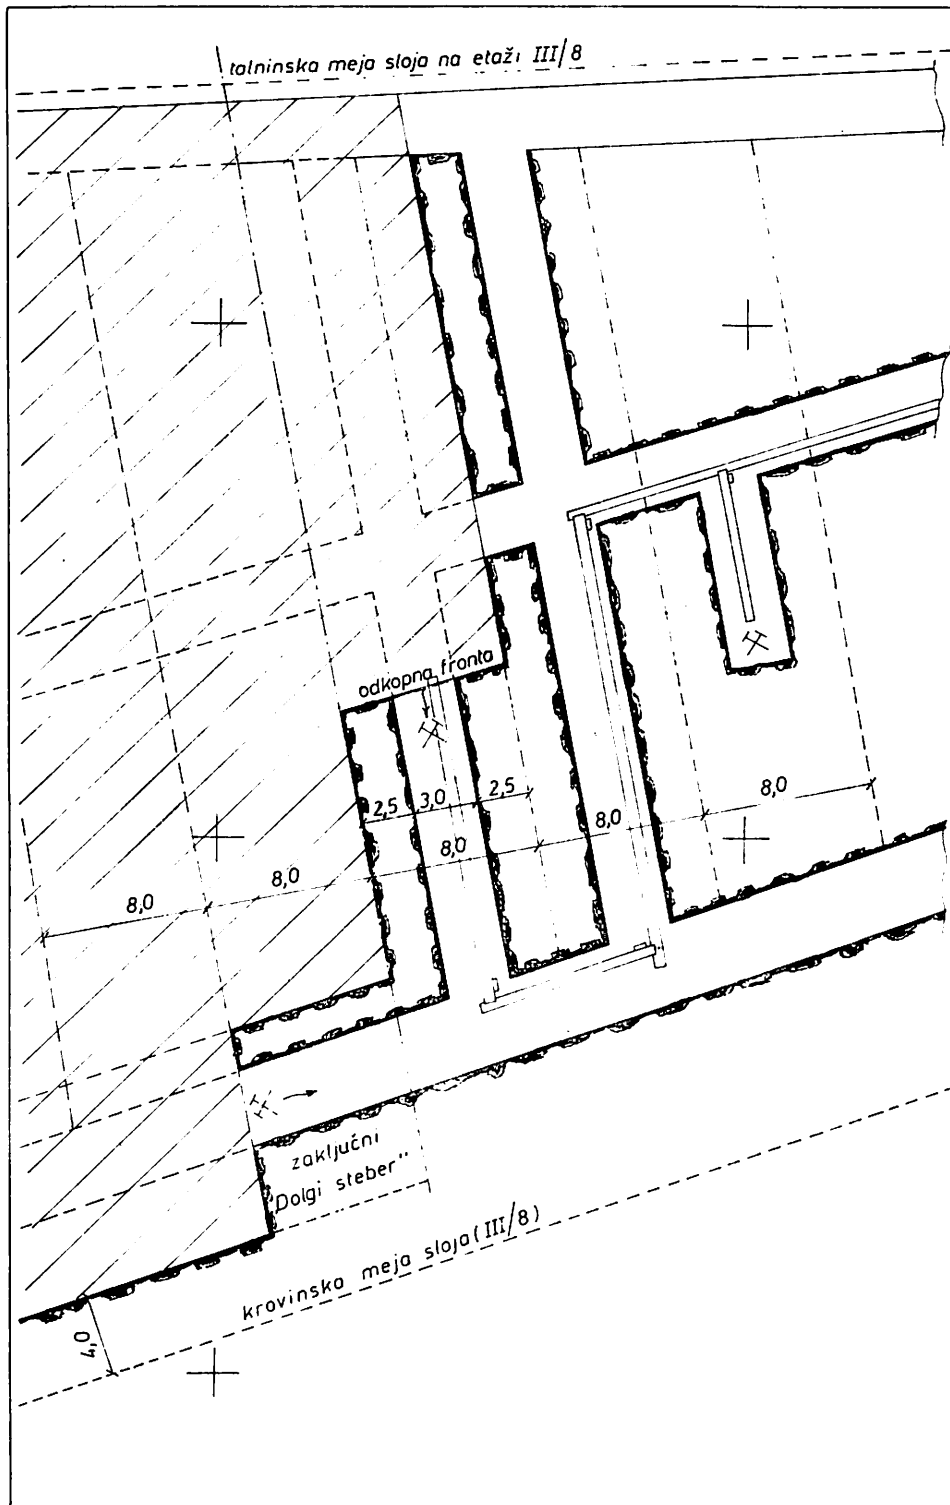 talninska meja sloja na etaži III/8
odkopna fronta
2,5
3,0
2,5
8,0
8,0
8,0
8,0
8,0
zaključni
"Dolgi steber"
krovinska meja sloja (III/8)
4,0